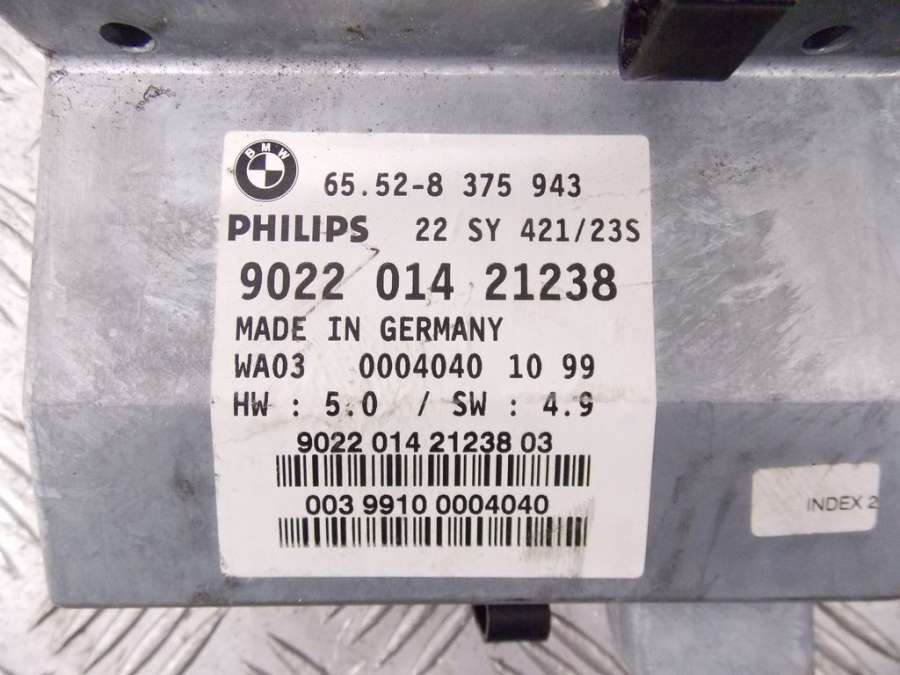 BMW
65.52-8 375 943
PHILIPS 22 SY 421/23S
9022 014 21238
MADE IN GERMANY
WA03 0004040 10 99
HW : 5.0 / SW : 4.9
9022 014 21238 03
003 9910 0004040
INDEX 2